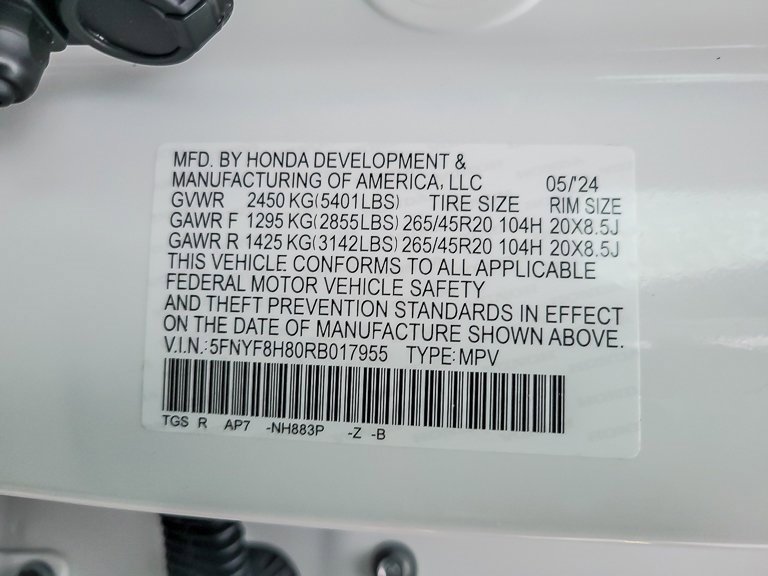 MFD. BY HONDA DEVELOPMENT &
MANUFACTURING OF AMERICA, LLC 05/'24
GVWR 2450 KG(5401LBS) TIRE SIZE RIM SIZE
GAWR F 1295 KG(2855LBS) 265/45R20 104H 20X8.5J
GAWR R 1425 KG(3142LBS) 265/45R20 104H 20X8.5J
THIS VEHICLE CONFORMS TO ALL APPLICABLE
FEDERAL MOTOR VEHICLE SAFETY
AND THEFT PREVENTION STANDARDS IN EFFECT
ON THE DATE OF MANUFACTURE SHOWN ABOVE.
V.I.N.:5FNYF8H80RB017955 TYPE:MPV
TGS R AP7 -NH883P -Z -B